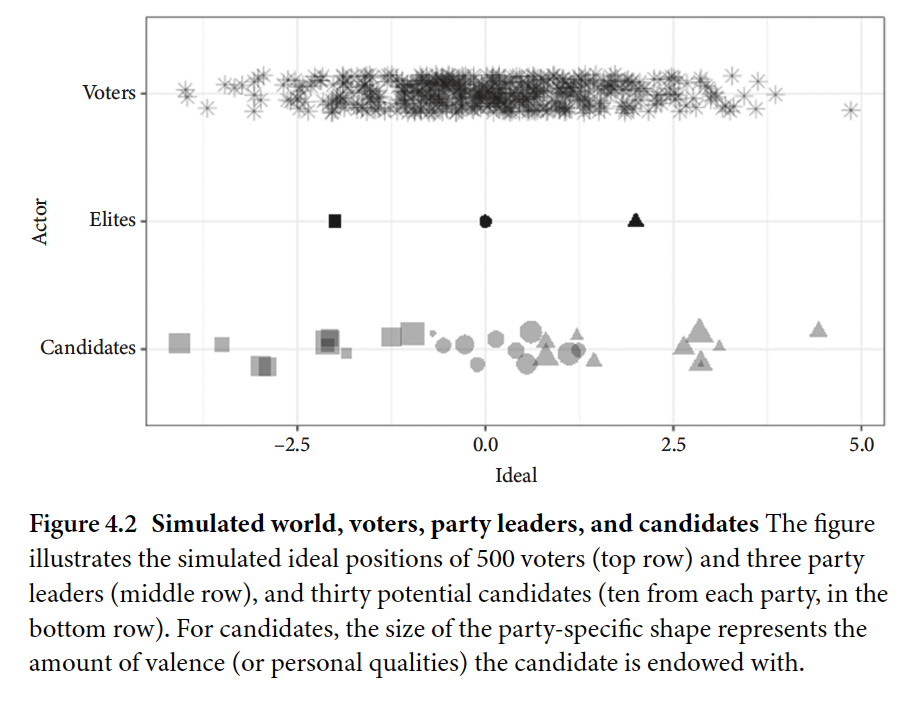 Voters
Elites
Candidates
Actor
−2.5 0.0 2.5 5.0
Ideal
Figure 4.2 Simulated world, voters, party leaders, and candidates The figure
illustrates the simulated ideal positions of 500 voters (top row) and three party
leaders (middle row), and thirty potential candidates (ten from each party, in the
bottom row). For candidates, the size of the party-specific shape represents the
amount of valence (or personal qualities) the candidate is endowed with.